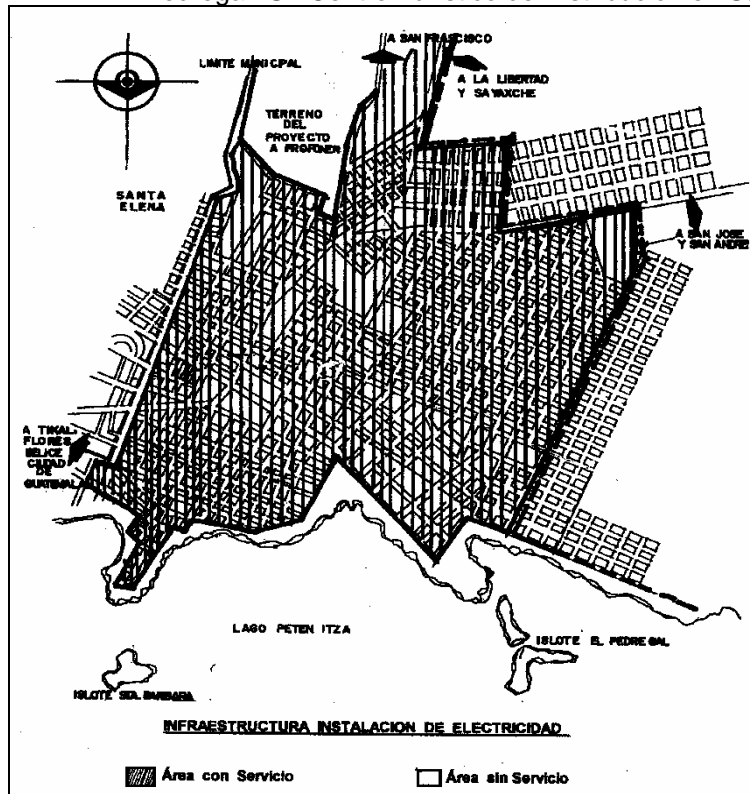 A SAN FRANCISCO
LIMITE MUNICIPAL
A LA LIBERTAD
Y SAYAXCHE
TERRENO
DEL
PROYECTO
A PROPONER
SANTA
ELENA
A SAN JOSE
Y SAN ANDRES
A TIKAL,
FLORES,
BELICE
CIUDAD
DE
GUATEMALA
LAGO PETEN ITZA
ISLOTE EL PEDREGAL
ISLOTE STA. BARBARA
INFRAESTRUCTURA INSTALACION DE ELECTRICIDAD
Área con Servicio
Área sin Servicio